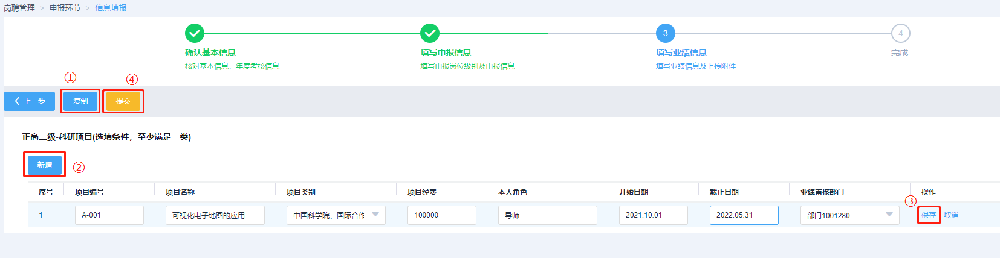 岗聘管理 > 申报环节 > 信息填报
3
4
确认基本信息
填写申报信息
填写业绩信息
完成
核对基本信息，年度考核信息
填写申报岗位级别及申报信息
填写业绩信息及上传附件
① ④
上一步 复制 提交
正高二级-科研项目(选填条件，至少满足一类)
新增 ②
序号 项目编号 项目名称 项目类别 项目经费 本人角色 开始日期 截止日期 业绩审核部门 操作
③
1 A-001 可视化电子地图的应用 中国科学院、国际合作 100000 导师 2021.10.01 2022.05.31 部门1001280 保存 取消